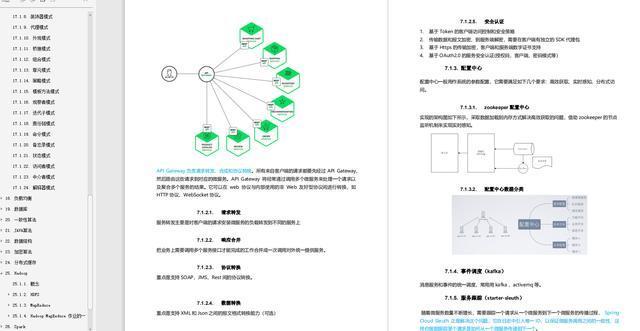 17.1.8. 装饰器模式
17.1.9. 代理模式
17.1.10. 外观模式
17.1.11. 桥接模式
17.1.12. 组合模式
17.1.13. 享元模式
17.1.14. 策略模式
17.1.15. 模板方法模式
17.1.16. 观察者模式
17.1.17. 迭代子模式
17.1.18. 责任链模式
17.1.19. 命令模式
17.1.20. 备忘录模式
17.1.21. 状态模式
17.1.22. 访问者模式
17.1.23. 中介者模式
17.1.24. 解释器模式
18. 负载均衡
19. 数据库
20. 一致性算法
21. JAVA算法
22. 数据结构
23. 加密算法
24. 分布式缓存
25. Hadoop
25.1.1. 概念
25.1.2. HDFS
25.1.3. MapReduce
25.1.4. Hadoop MapReduce 作业的一
26. Spark
API Gateway 负责请求转发、合成和协议转换。所有来自客户端的请求都要先经过 API Gateway,
然后路由这些请求到对应的微服务。API Gateway 将经常通过调用多个微服务来处理一个请求以
及聚合多个服务的结果。它可以在 web 协议与内部使用的非 Web 友好型协议间进行转换，如
HTTP 协议、WebSocket 协议。
7.1.2.1. 请求转发
服务转发主要是对客户端的请求安装微服务的负载转发到不同的服务上
7.1.2.2. 响应合并
把业务上需要调用多个服务接口才能完成的工作合并成一次调用对外统一提供服务。
7.1.2.3. 协议转换
重点是支持 SOAP、JMS、Rest 间的协议转换。
7.1.2.4. 数据转换
重点是支持 XML 和 Json 之间的报文格式转换能力（可选）
7.1.2.5. 安全认证
1. 基于 Token 的客户端访问控制和安全策略
2. 传输数据和报文加密，到服务端解密，需要在客户端有独立的 SDK 代理包
3. 基于 Https 的传输加密，客户端和服务端数字证书支持
4. 基于 OAuth2.0 的服务安全认证(授权码，客户端，密码模式等）
7.1.3. 配置中心
配置中心一般用作系统的参数配置，它需要满足如下几个要求：高效获取、实时感知、分布式访
问。
7.1.3.1. zookeeper 配置中心
实现的架构图如下所示，采取数据加载到内存方式解决高效获取的问题，借助 zookeeper 的节点
监听机制来实现实时感知。
7.1.3.2. 配置中心数据分类
配置中心
7.1.4. 事件调度（kafka）
消息服务和事件的统一调度，常用用 kafka ，activemq 等。
7.1.5. 服务跟踪（starter-sleuth）
随着微服务数量不断增长，需要跟踪一个请求从一个微服务到下一个微服务的传播过程， Spring
Cloud Sleuth 正是解决这个问题，它在日志中引入唯一 ID，以保证微服务调用之间的一致性，这